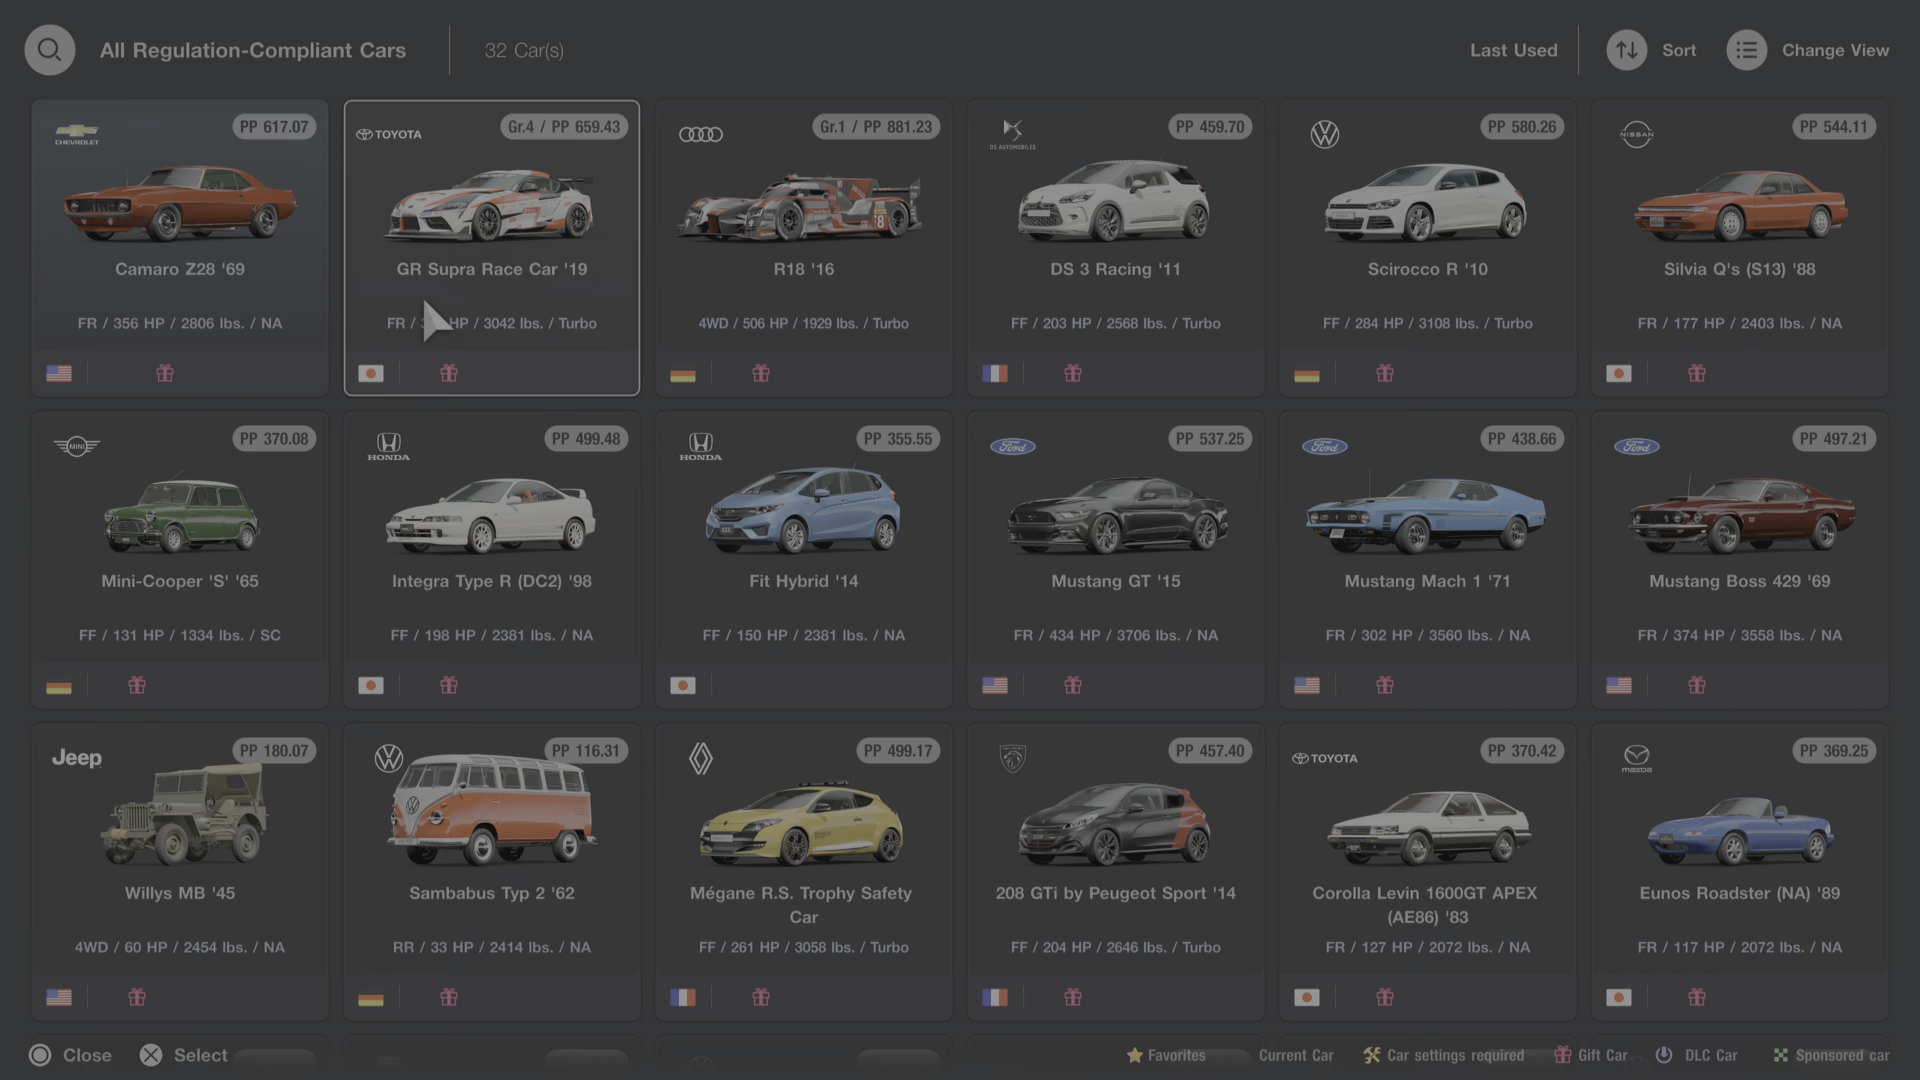 All Regulation-Compliant Cars
32 Car(s)
Last Used
Sort
Change View
CHEVROLET
PP 617.07
Camaro Z28 '69
FR / 356 HP / 2806 lbs. / NA
TOYOTA
Gr.4 / PP 659.43
GR Supra Race Car '19
FR / HP / 3042 lbs. / Turbo
Gr.1 / PP 881.23
R18 '16
4WD / 506 HP / 1929 lbs. / Turbo
DS AUTOMOBILES
PP 459.70
DS 3 Racing '11
FF / 203 HP / 2568 lbs. / Turbo
PP 580.26
Scirocco R '10
FF / 284 HP / 3108 lbs. / Turbo
NISSAN
PP 544.11
Silvia Q's (S13) '88
FR / 177 HP / 2403 lbs. / NA
MINI
PP 370.08
Mini-Cooper 'S' '65
FF / 131 HP / 1334 lbs. / SC
HONDA
PP 499.48
Integra Type R (DC2) '98
FF / 198 HP / 2381 lbs. / NA
HONDA
PP 355.55
Fit Hybrid '14
FF / 150 HP / 2381 lbs. / NA
Ford
PP 537.25
Mustang GT '15
FR / 434 HP / 3706 lbs. / NA
Ford
PP 438.66
Mustang Mach 1 '71
FR / 302 HP / 3560 lbs. / NA
Ford
PP 497.21
Mustang Boss 429 '69
FR / 374 HP / 3558 lbs. / NA
Jeep
PP 180.07
Willys MB '45
4WD / 60 HP / 2454 lbs. / NA
PP 116.31
Sambabus Typ 2 '62
RR / 33 HP / 2414 lbs. / NA
PP 499.17
Mégane R.S. Trophy Safety
Car
FF / 261 HP / 3058 lbs. / Turbo
PP 457.40
208 GTi by Peugeot Sport '14
FF / 204 HP / 2646 lbs. / Turbo
TOYOTA
PP 370.42
Corolla Levin 1600GT APEX
(AE86) '83
FR / 127 HP / 2072 lbs. / NA
mazda
PP 369.25
Eunos Roadster (NA) '89
FR / 117 HP / 2072 lbs. / NA
Close
Select
Favorites
Current Car
Car settings required
Gift Car
DLC Car
Sponsored car